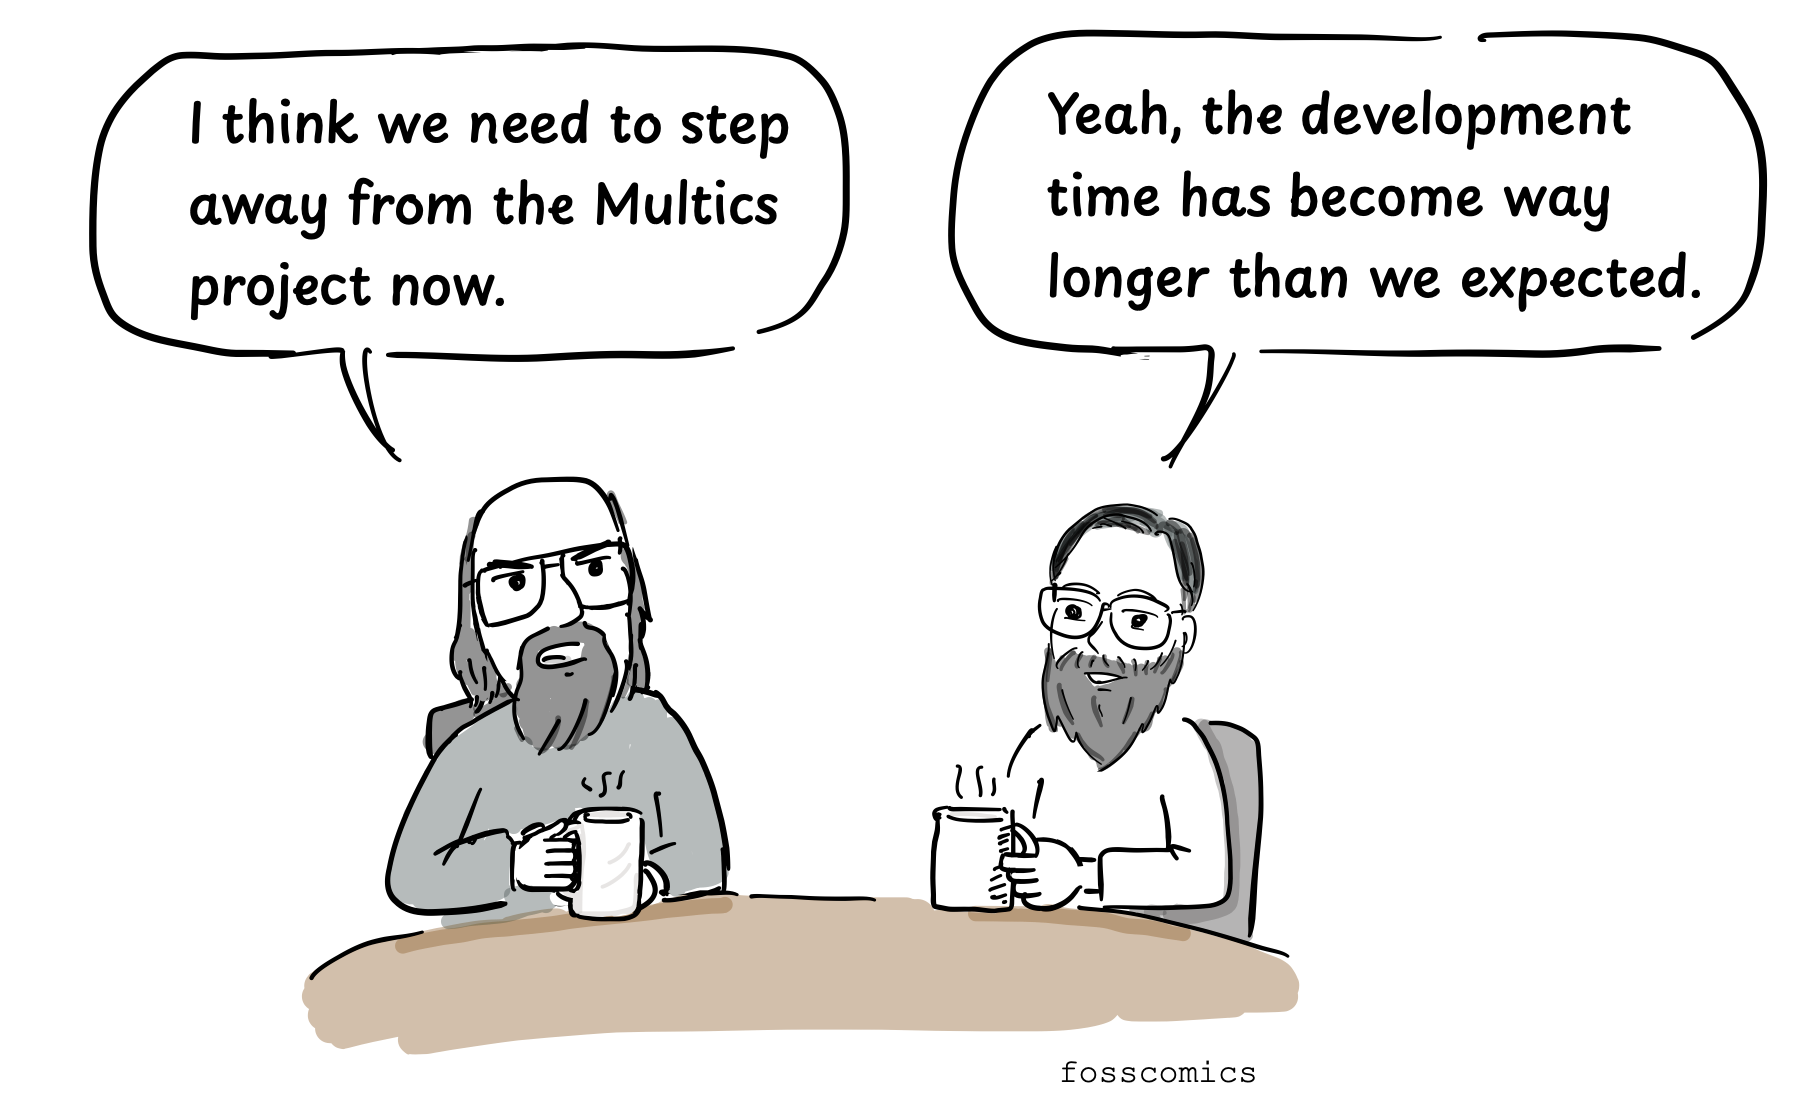 I think we need to step
away from the Multics
project now.
Yeah, the development
time has become way
longer than we expected.
fosscomics